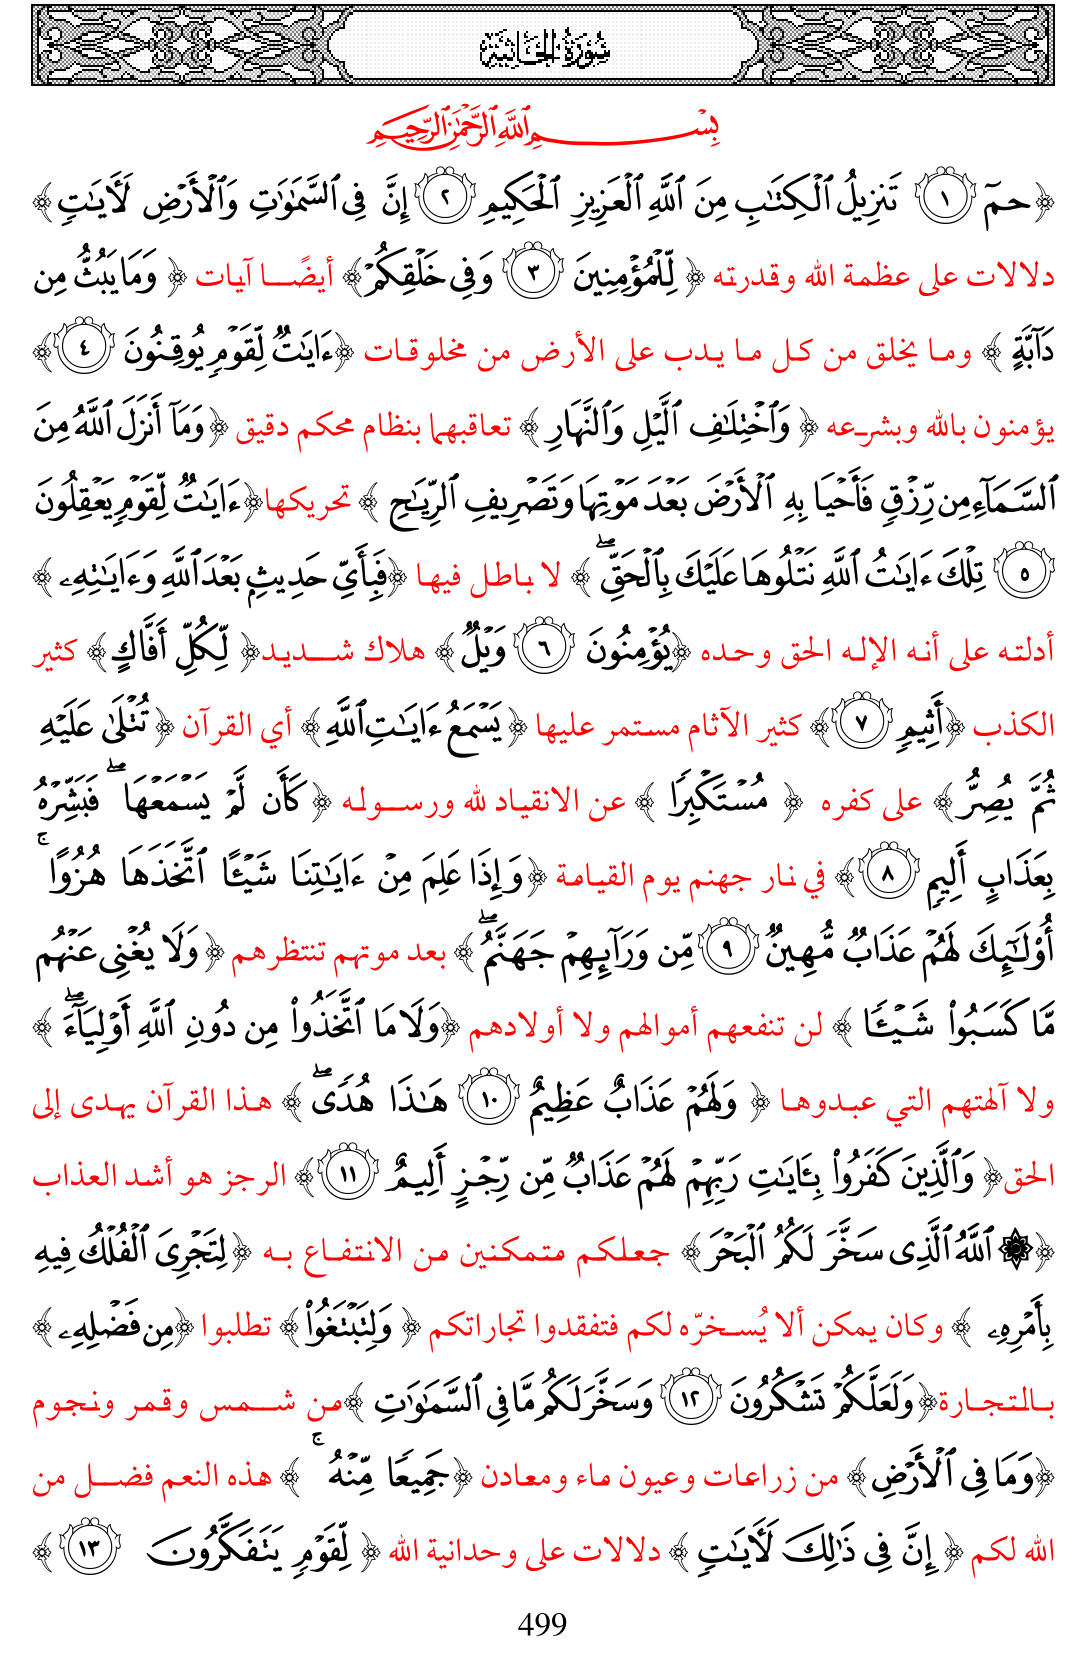 سُورَةُ الجَاثِيَةِ
بِسْمِ ٱللَّهِ ٱلرَّحْمَٰنِ ٱلرَّحِيمِ
﴿حمٓ ١ تَنزِيلُ ٱلْكِتَٰبِ مِنَ ٱللَّهِ ٱلْعَزِيزِ ٱلْحَكِيمِ ٢ إِنَّ فِى ٱلسَّمَٰوَٰتِ وَٱلْأَرْضِ لَءَايَٰتٍ﴾
دلالات على عظمة الله وقدرته ﴿لِّلْمُؤْمِنِينَ ٣ وَفِى خَلْقِكُمْ﴾ أيضًا آيات ﴿وَمَا يَبُثُّ مِن
دَآبَّةٍ﴾ وما يخلق من كل ما يدب على الأرض من مخلوقات ﴿ءَايَٰتٌ لِّقَوْمٍ يُوقِنُونَ ٤﴾
يؤمنون بالله وبشرعه ﴿وَٱخْتِلَٰفِ ٱلَّيْلِ وَٱلنَّهَارِ﴾ تعاقبهما بنظام محكم دقيق ﴿وَمَآ أَنزَلَ ٱللَّهُ مِنَ
ٱلسَّمَآءِ مِن رِّزْقٍ فَأَحْيَا بِهِ ٱلْأَرْضَ بَعْدَ مَوْتِهَا وَتَصْرِيفِ ٱلرِّيَٰحِ﴾ تحريكها﴿ءَايَٰتٌ لِّقَوْمٍ يَعْقِلُونَ
٥ تِلْكَ ءَايَٰتُ ٱللَّهِ نَتْلُوهَا عَلَيْكَ بِٱلْحَقِّ ۖ﴾ لا باطل فيها ﴿فَبِأَىِّ حَدِيثٍۭ بَعْدَ ٱللَّهِ وَءَايَٰتِهِۦ﴾
أدلته على أنه الإله الحق وحده ﴿يُؤْمِنُونَ ٦ وَيْلٌ﴾ هلاك شديد﴿لِّكُلِّ أَفَّاكٍ﴾ كثير
الكذب ﴿أَثِيمٍ ٧﴾ كثير الآثام مستمر عليها ﴿يَسْمَعُ ءَايَٰتِ ٱللَّهِ﴾ أي القرآن ﴿تُتْلَىٰ عَلَيْهِ
ثُمَّ يُصِرُّ﴾ على كفره ﴿مُسْتَكْبِرًا﴾ عن الانقياد لله ورسوله ﴿كَأَن لَّمْ يَسْمَعْهَا ۖ فَبَشِّرْهُ
بِعَذَابٍ أَلِيمٍ ٨﴾ في نار جهنم يوم القيامة ﴿وَإِذَا عَلِمَ مِنْ ءَايَٰتِنَا شَيْـًٔا ٱتَّخَذَهَا هُزُوًا ۚ
أُو۟لَٰٓئِكَ لَهُمْ عَذَابٌ مُّهِينٌ ٩ مِّن وَرَآئِهِمْ جَهَنَّمُ ۖ﴾ بعد موتهم تنتظرهم ﴿وَلَا يُغْنِى عَنْهُم
مَّا كَسَبُوا۟ شَيْـًٔا﴾ لن تنفعهم أموالهم ولا أولادهم ﴿وَلَا مَا ٱتَّخَذُوا۟ مِن دُونِ ٱللَّهِ أَوْلِيَآءَ ۖ﴾
ولا آلهتهم التي عبدوها ﴿وَلَهُمْ عَذَابٌ عَظِيمٌ ١٠ هَٰذَا هُدًى ۖ﴾ هذا القرآن يهدى إلى
الحق﴿وَٱلَّذِينَ كَفَرُوا۟ بِـَٔايَٰتِ رَبِّهِمْ لَهُمْ عَذَابٌ مِّن رِّجْزٍ أَلِيمٌ ١١﴾ الرجز هو أشد العذاب
﴿۞ ٱللَّهُ ٱلَّذِى سَخَّرَ لَكُمُ ٱلْبَحْرَ﴾ جعلكم متمكنين من الانتفاع به ﴿لِتَجْرِىَ ٱلْفُلْكُ فِيهِ
بِأَمْرِهِۦ﴾ وكان يمكن ألا يُسخرّه لكم فتفقدوا تجاراتكم ﴿وَلِتَبْتَغُوا۟﴾ تطلبوا ﴿مِن فَضْلِهِۦ﴾
بالتجارة﴿وَلَعَلَّكُمْ تَشْكُرُونَ ١٢ وَسَخَّرَ لَكُم مَّا فِى ٱلسَّمَٰوَٰتِ﴾من شمس وقمر ونجوم
﴿وَمَا فِى ٱلْأَرْضِ﴾ من زراعات وعيون ماء ومعادن ﴿جَمِيعًا مِّنْهُ ۚ﴾ هذه النعم فضل من
الله لكم ﴿إِنَّ فِى ذَٰلِكَ لَءَايَٰتٍ﴾ دلالات على وحدانية الله ﴿لِّقَوْمٍ يَتَفَكَّرُونَ ١٣﴾
499